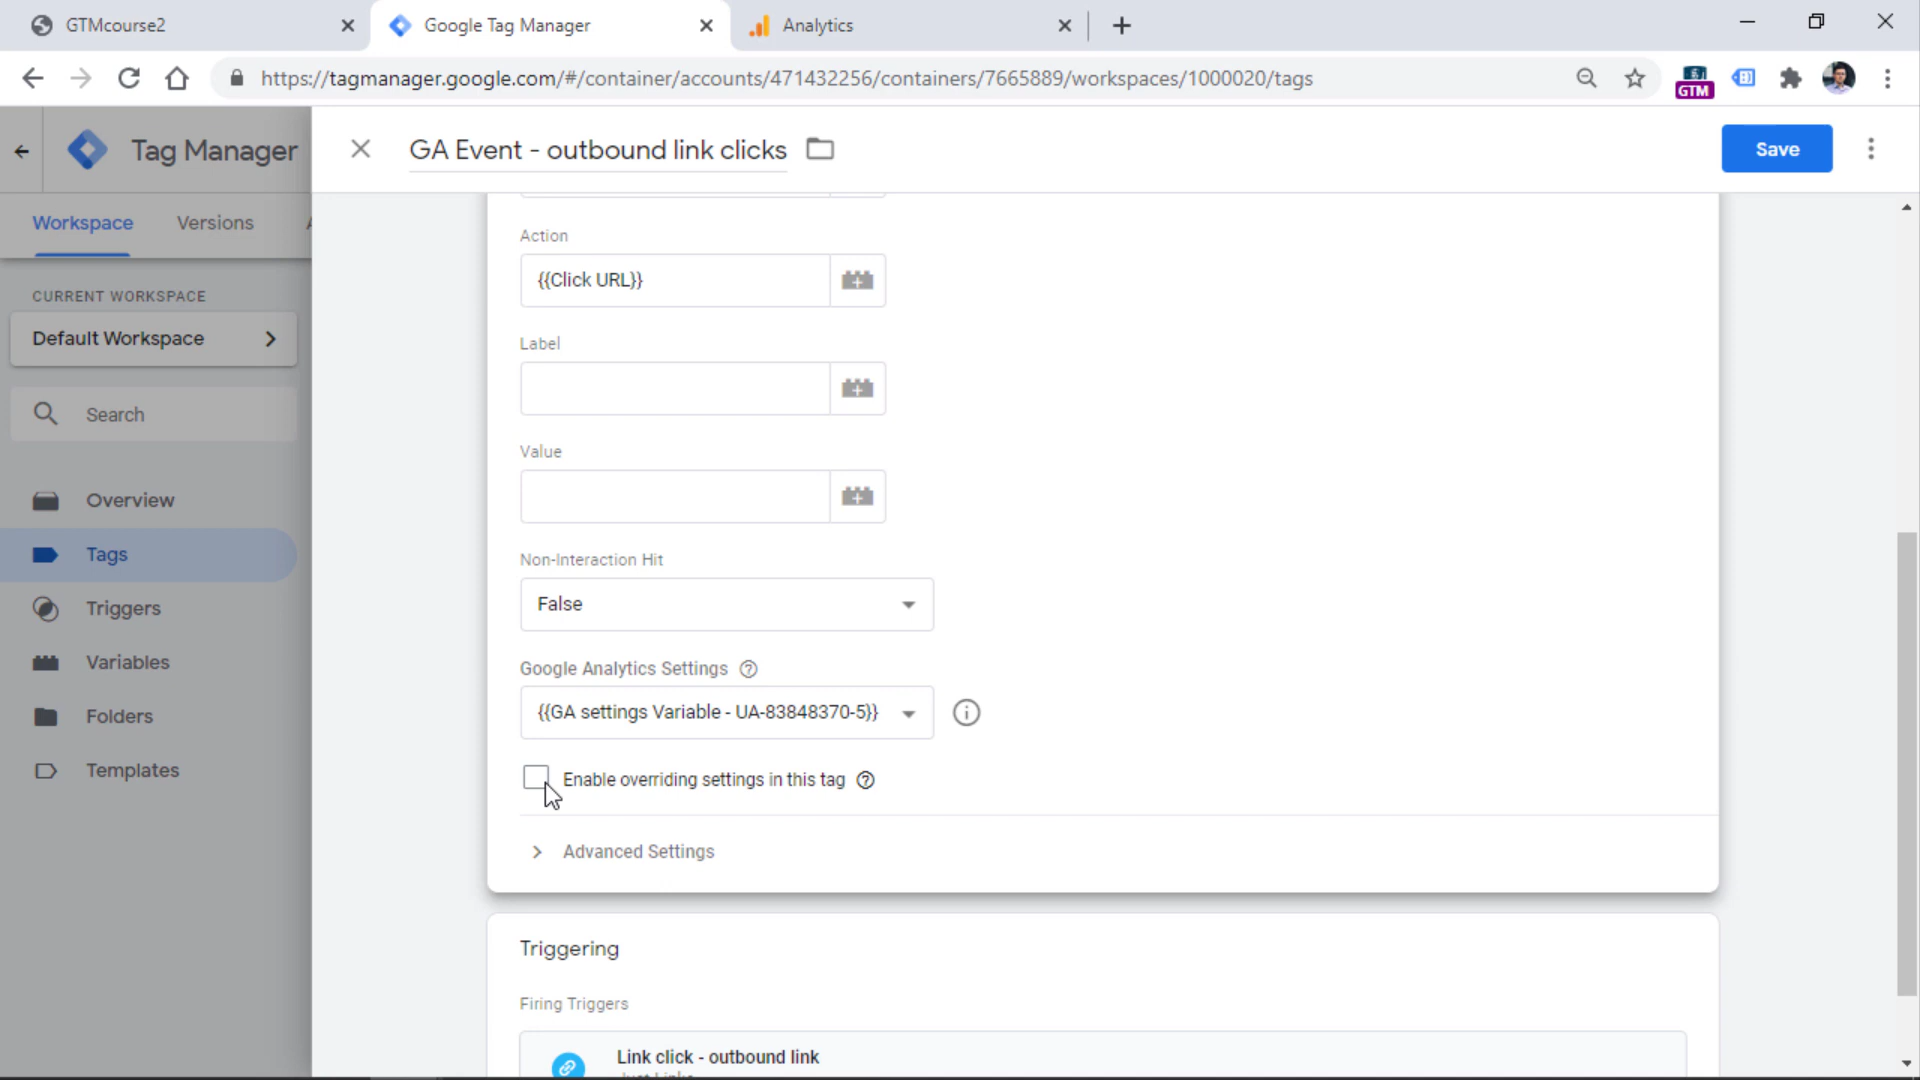 GTMcourse2
Google Tag Manager
Analytics
https://tagmanager.google.com/#/container/accounts/471432256/containers/7665889/workspaces/1000020/tags
GTM
Tag Manager
GA Event - outbound link clicks
Save
Workspace
Versions
CURRENT WORKSPACE
Default Workspace
Search
Overview
Tags
Triggers
Variables
Folders
Templates
Action
{{Click URL}}
Label
Value
Non-Interaction Hit
False
Google Analytics Settings
{{GA settings Variable - UA-83848370-5}}
Enable overriding settings in this tag
Advanced Settings
Triggering
Firing Triggers
Link click - outbound link
Just Links